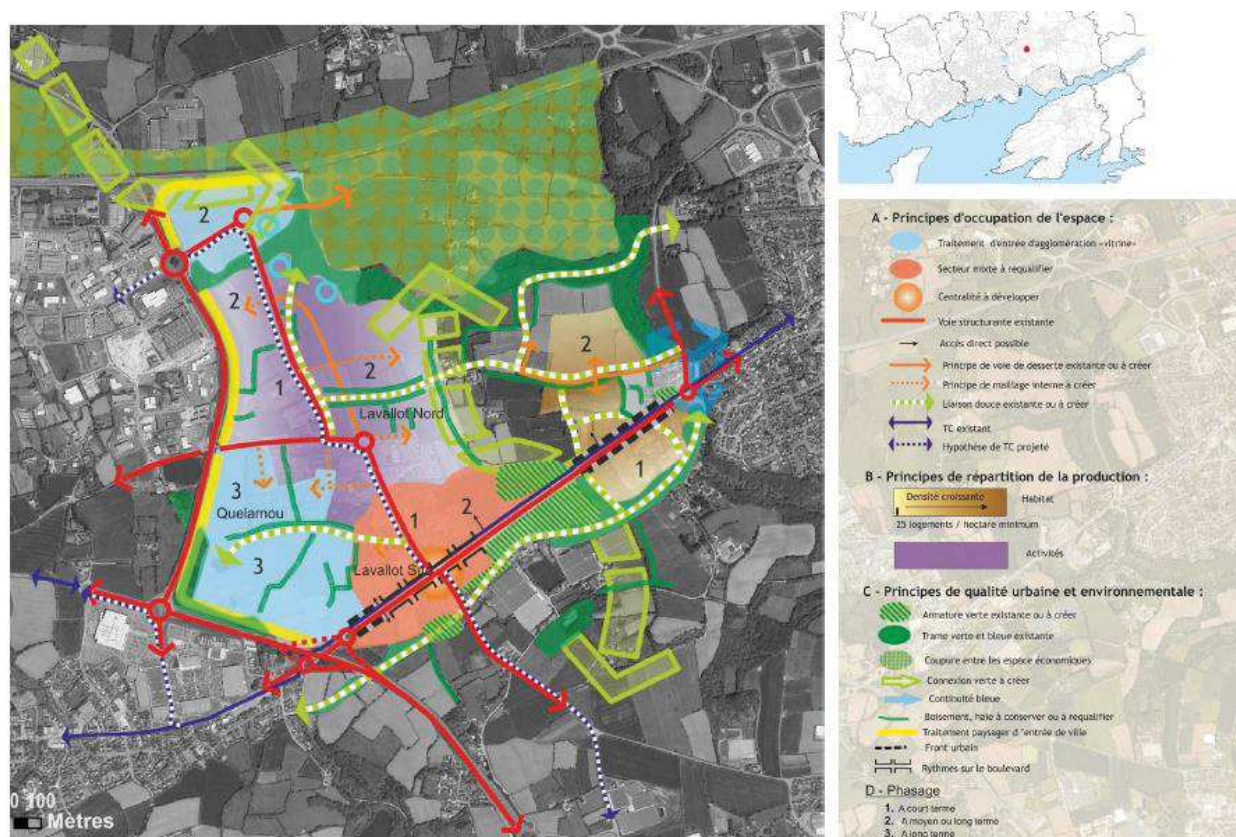 2
2
1
2
Lavallot Nord
2
1
3
Quelarnou
1
2
3
Lavallot Sud
0 100
Mètres
A - Principes d'occupation de l'espace :
Traitement d'entrée d'agglomération «vitrine»
Secteur mixte à requalifier
Centralité à développer
Voie structurante existante
Accès direct possible
Principe de voie de desserte existante ou à créer
Principe de maillage interne à créer
Liaison douce existante ou à créer
TC existant
Hypothèse de TC projeté
B - Principes de répartition de la production :
Densité croissante
Habitat
25 logements / hectare minimum
Activités
C - Principes de qualité urbaine et environnementale :
Armature verte existante ou à créer
Trame verte et bleue existante
Coupure entre les espèce économiques
Connexion verte à créer
Continuité bleue
Boisement, haie à conserver ou à requalifier
Traitement paysager d 'entrée de ville
Front urbain
Rythmes sur le boulevard
D - Phasage
1. A court terme
2. A moyen ou long terme
3. A long terme